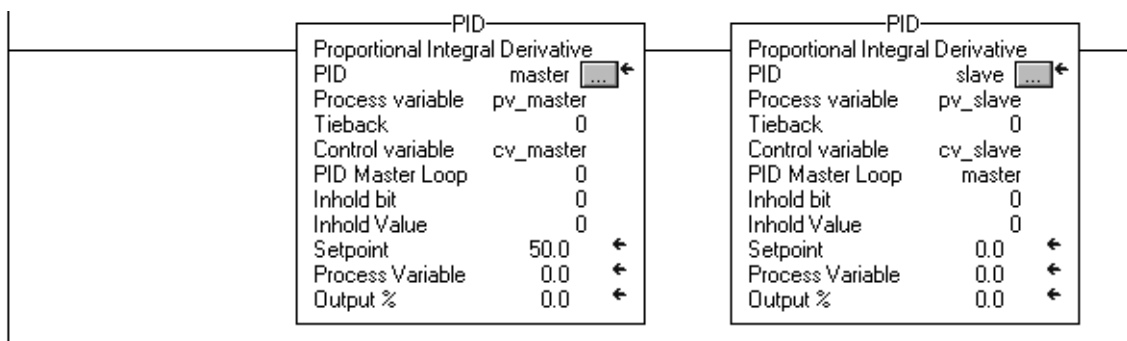 PID
Proportional Integral Derivative
PID master ...
Process variable pv_master
Tieback 0
Control variable cv_master
PID Master Loop 0
Inhold bit 0
Inhold Value 0
Setpoint 50.0
Process Variable 0.0
Output % 0.0
PID
Proportional Integral Derivative
PID slave ...
Process variable pv_slave
Tieback 0
Control variable cv_slave
PID Master Loop master
Inhold bit 0
Inhold Value 0
Setpoint 0.0
Process Variable 0.0
Output % 0.0